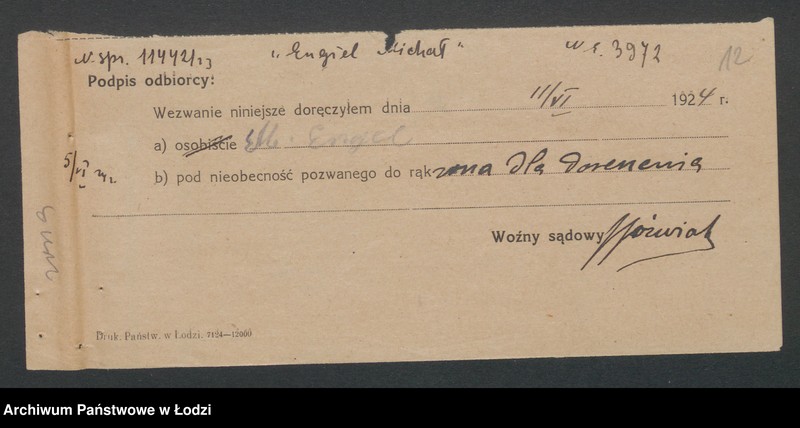 N. spr. 11442/23 "Engiel Michał" N r. 3972 12
Podpis odbiorcy:
Wezwanie niniejsze doręczyłem dnia 11/VI 1924 r.
a) osobiście Engel
5/VI 24 r.
b) pod nieobecność pozwanego do rąk żona dla doręczenia
Woźny sądowy Jóźwiak
Druk. Państw. w Łodzi. 7124—12000
Archiwum Państwowe w Łodzi